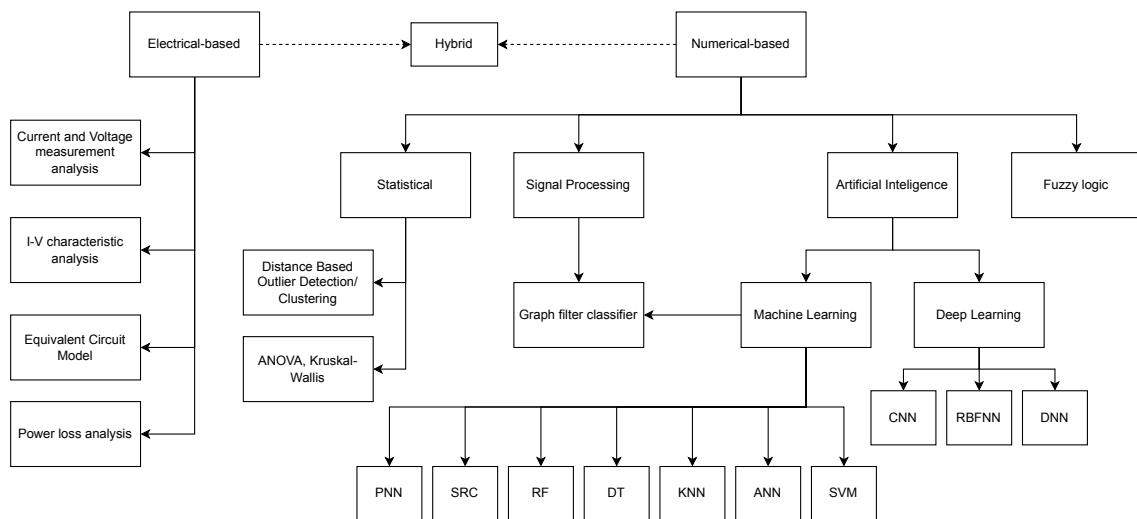 Electrical-based
Hybrid
Numerical-based
Current and Voltage
measurement
analysis
Statistical
Signal Processing
Artificial Inteligence
Fuzzy logic
I-V characteristic
analysis
Distance Based
Outlier Detection/
Clustering
Graph filter classifier
Machine Learning
Deep Learning
Equivalent Circuit
Model
ANOVA, Kruskal-
Wallis
CNN
RBFNN
DNN
Power loss analysis
PNN
SRC
RF
DT
KNN
ANN
SVM